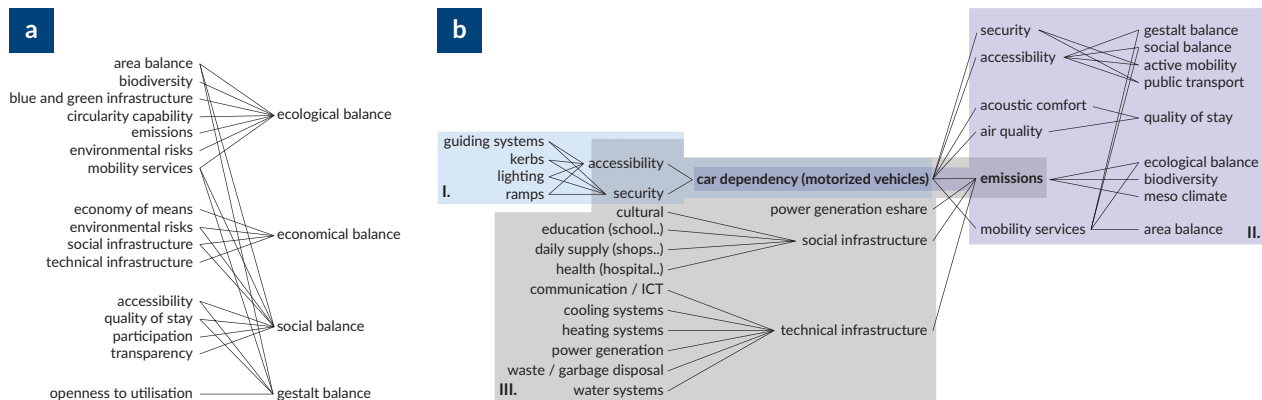 a
area balance
biodiversity
blue and green infrastructure
circularity capability
emissions
environmental risks
mobility services
ecological balance
economy of means
environmental risks
social infrastructure
technical infrastructure
economical balance
accessibility
quality of stay
participation
transparency
social balance
openness to utilisation
gestalt balance
b
guiding systems
kerbs
lighting
ramps
I.
accessibility
security
cultural
education (school..)
daily supply (shops..)
health (hospital..)
communication / ICT
cooling systems
heating systems
power generation
waste / garbage disposal
water systems
III.
car dependency (motorized vehicles)
power generation eshare
social infrastructure
technical infrastructure
security
accessibility
acoustic comfort
air quality
emissions
mobility services
gestalt balance
social balance
active mobility
public transport
quality of stay
ecological balance
biodiversity
meso climate
area balance
II.